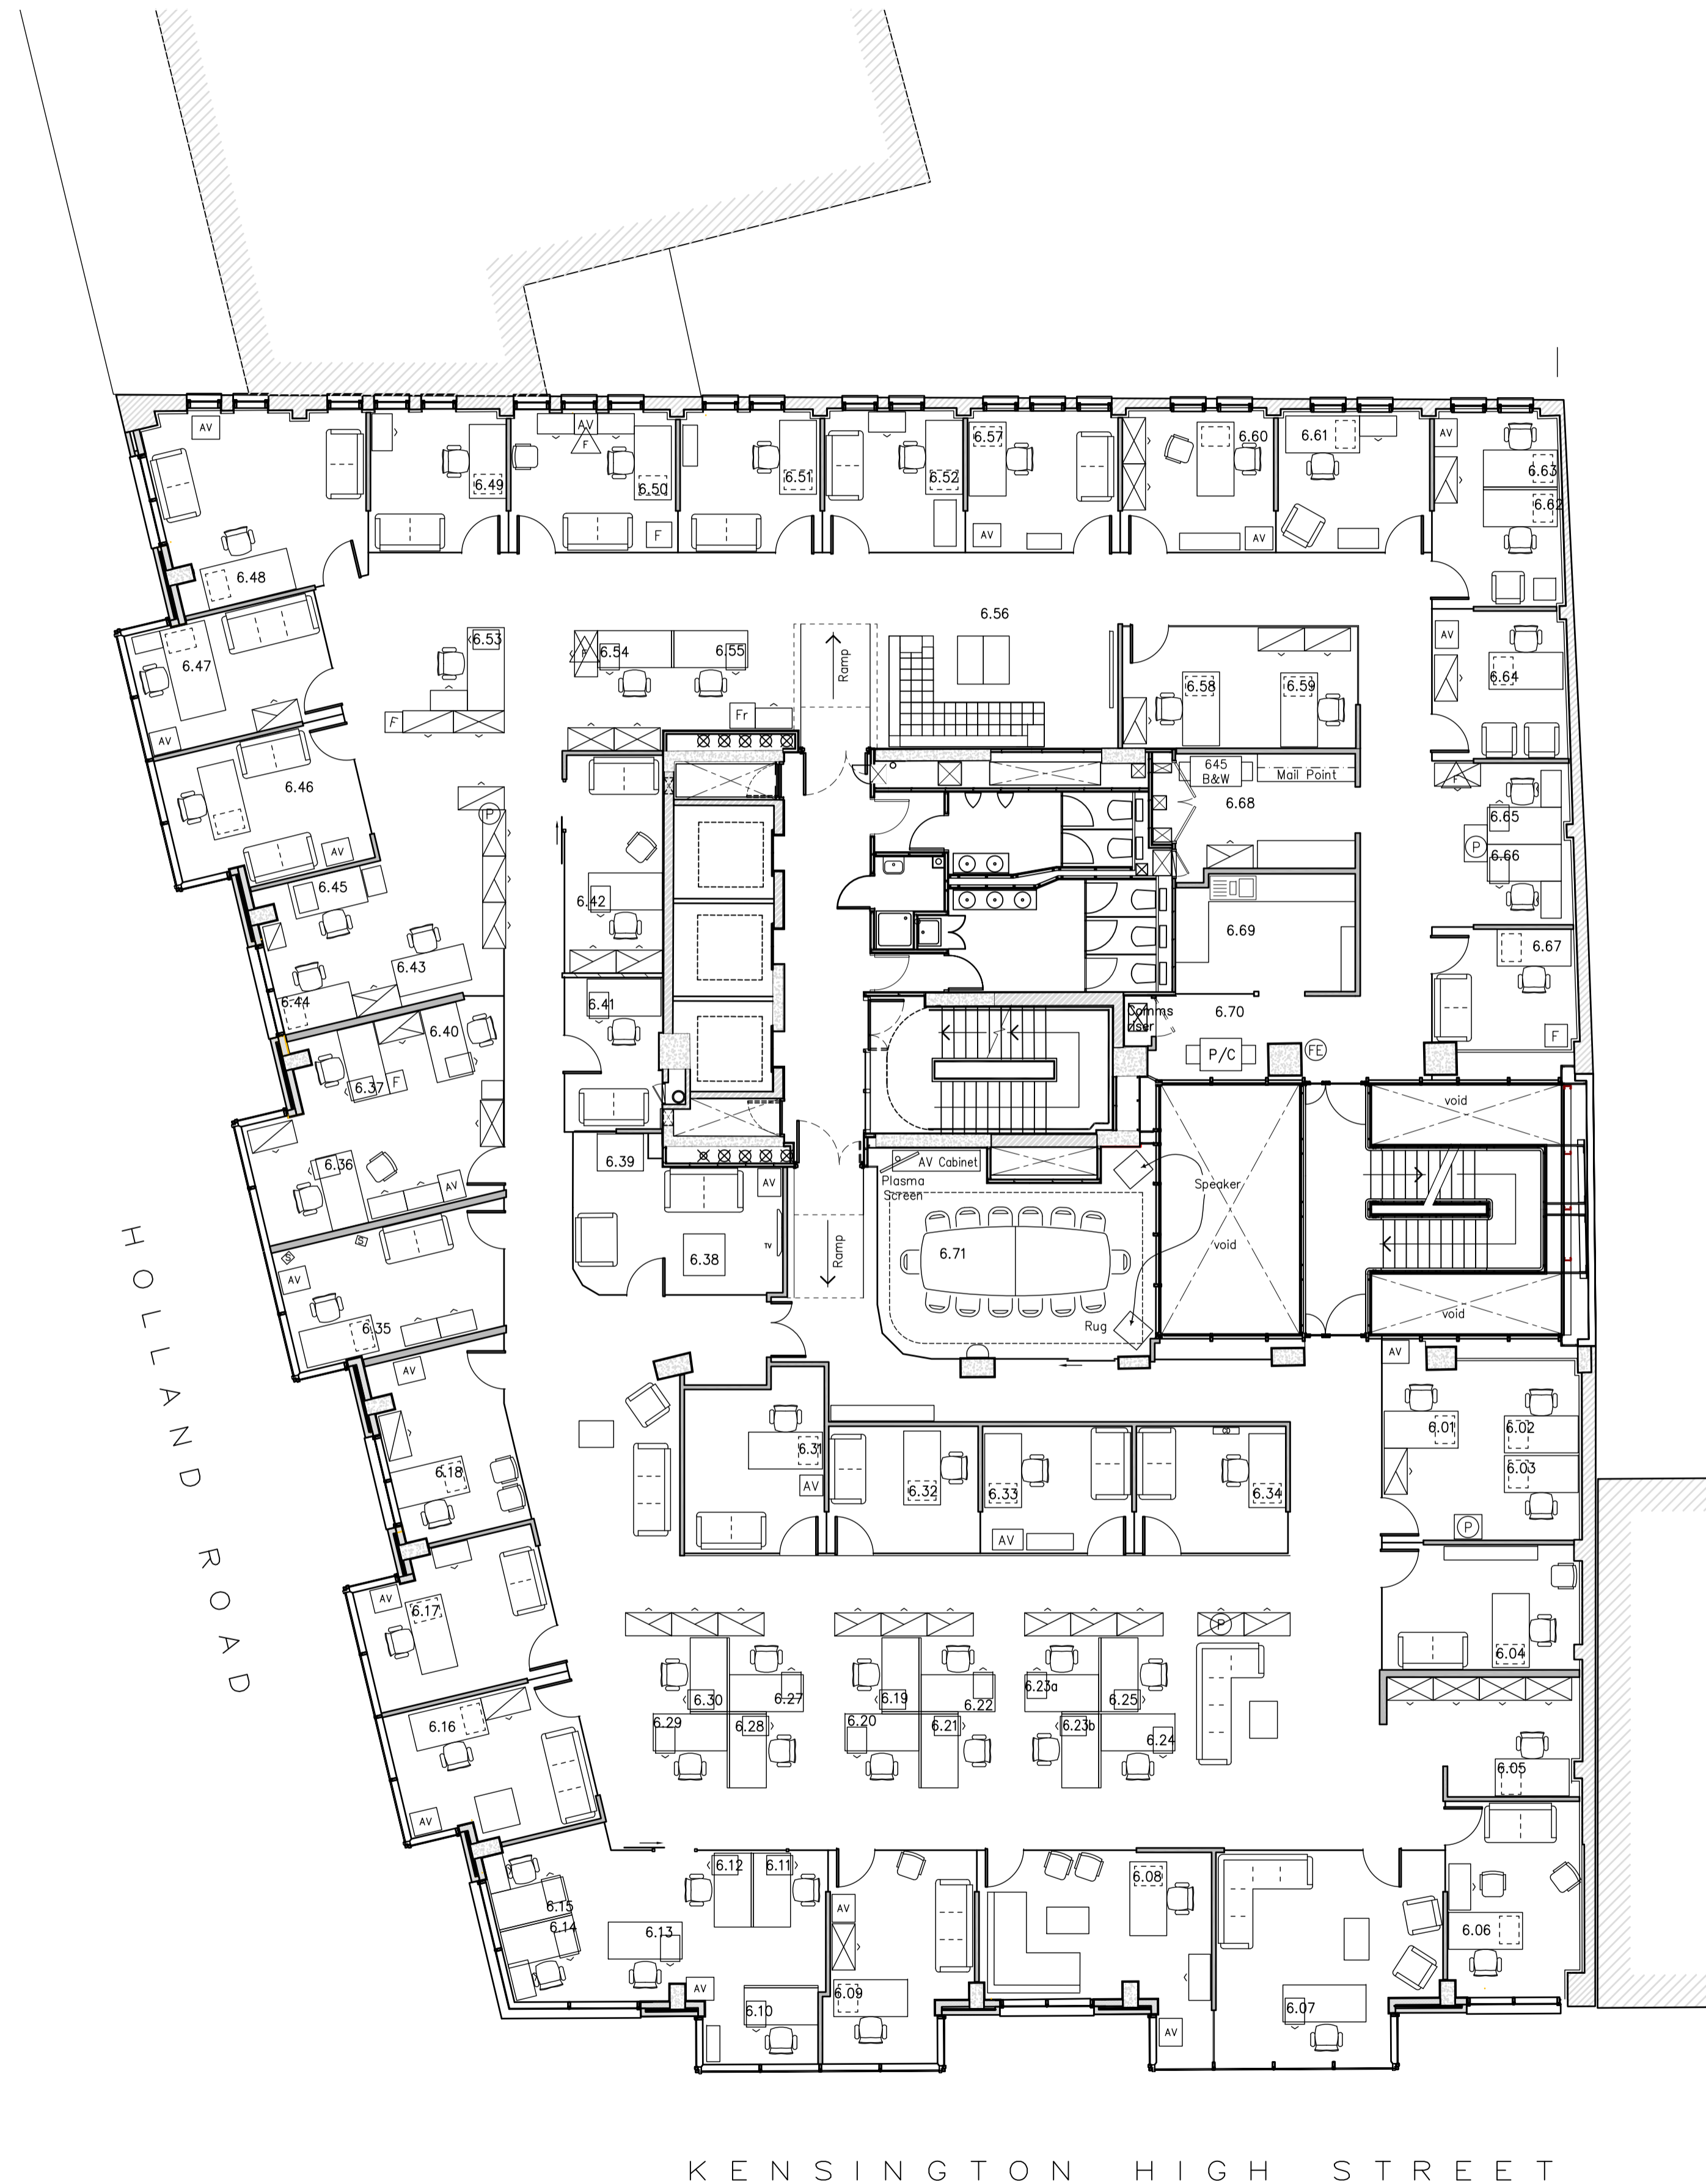 AV
AV
F
6.57
6.60
6.61
AV
6.49
6.50
6.51
6.52
6.63
6.62
F
AV
AV
6.48
6.56
6.47
6.53
F
6.54
6.55
Ramp
AV
6.58
6.59
6.64
F
Fr
AV
6.46
645
B&W
Mail Point
6.68
F
6.65
P
P
6.66
AV
6.45
6.42
6.69
6.67
6.43
6.44
6.41
6.40
Comms
riser
6.70
F
6.37
F
P/C
FE
void
6.36
6.39
AV
AV
AV Cabinet
Plasma
Screen
Speaker
S
S
AV
6.35
TV
6.38
Ramp
6.71
void
Rug
void
AV
AV
6.18
6.31
AV
6.32
6.33
AV
6.34
6.01
6.02
6.03
P
AV
6.17
6.04
P
6.30
6.27
6.19
6.22
6.23a
6.25
6.16
6.29
6.28
6.20
6.21
6.23b
6.24
AV
6.05
6.12
6.11
6.08
6.15
6.14
6.13
AV
6.06
AV
6.10
6.09
AV
6.07
HOLLAND ROAD
KENSINGTON HIGH STREET